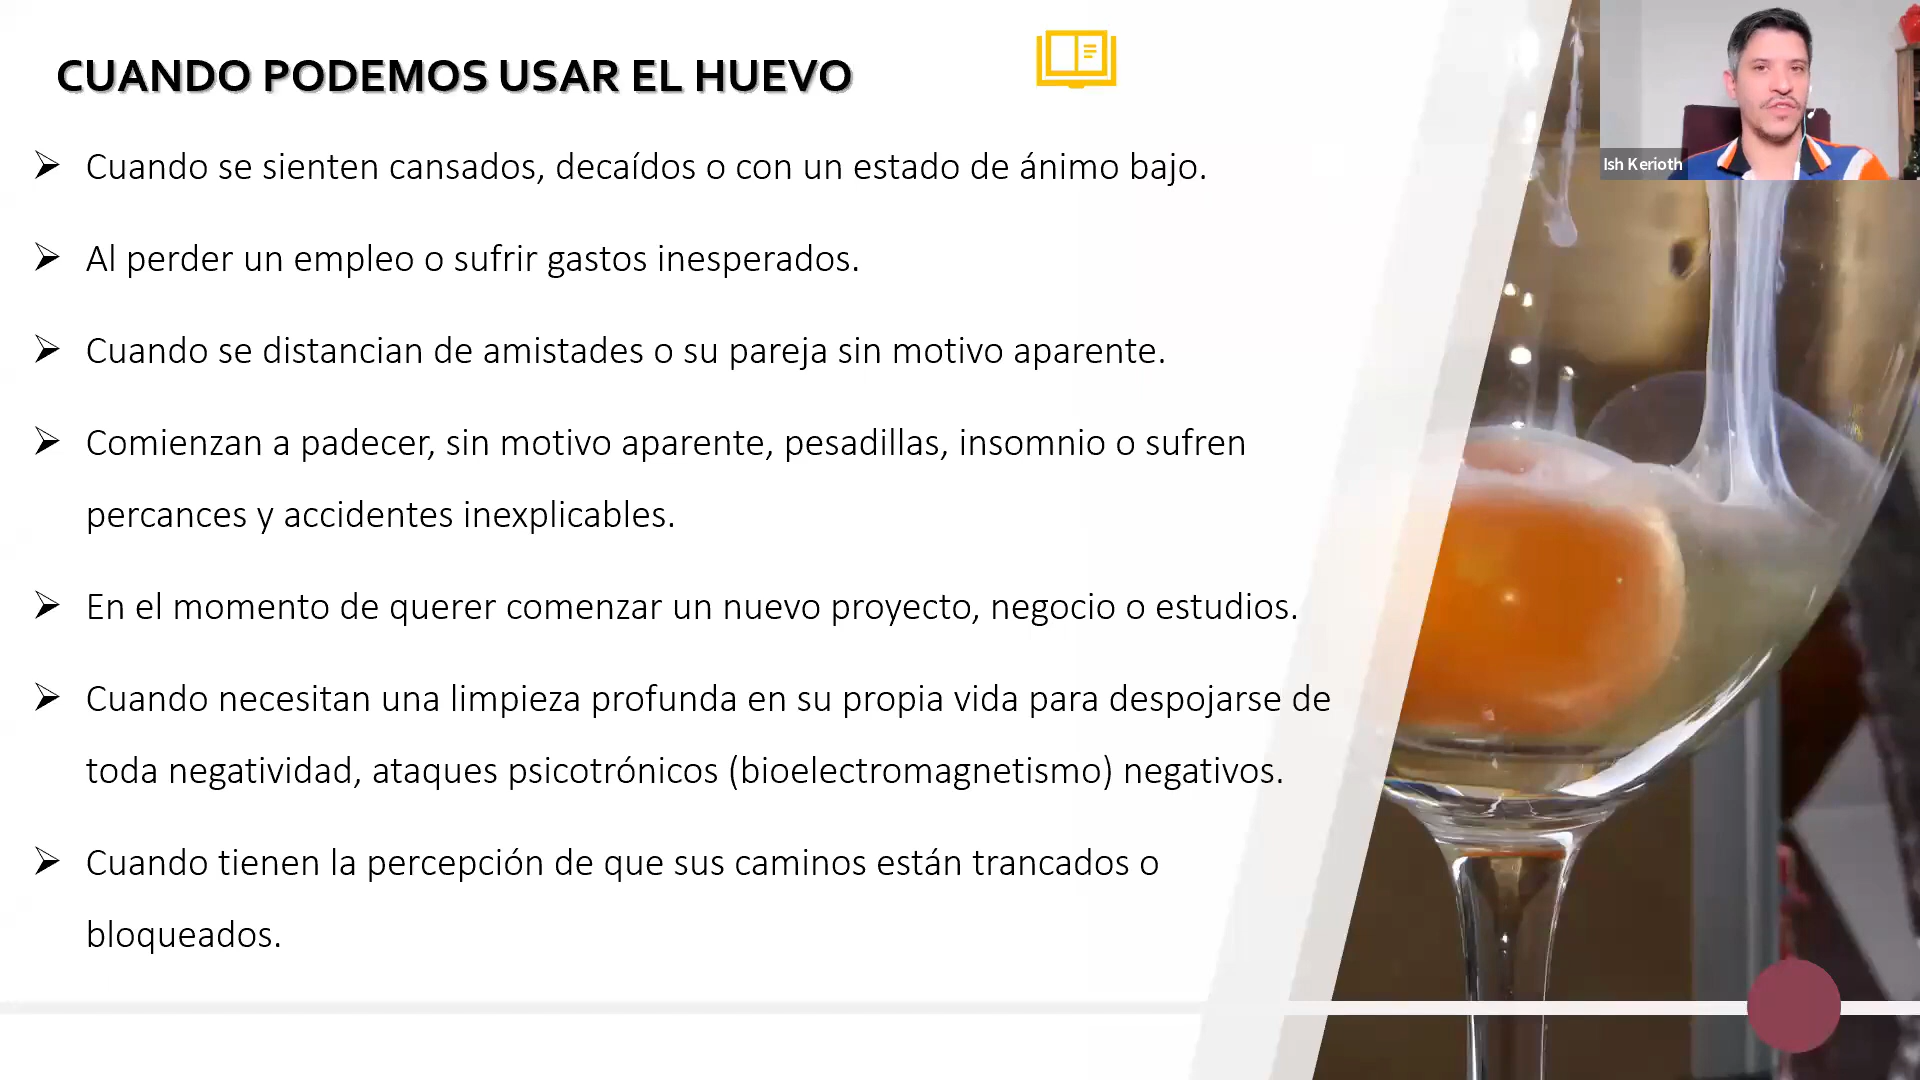 CUANDO PODEMOS USAR EL HUEVO
Ish Kerioth
Cuando se sienten cansados, decaídos o con un estado de ánimo bajo.
Al perder un empleo o sufrir gastos inesperados.
Cuando se distancian de amistades o su pareja sin motivo aparente.
Comienzan a padecer, sin motivo aparente, pesadillas, insomnio o sufren
percances y accidentes inexplicables.
En el momento de querer comenzar un nuevo proyecto, negocio o estudios.
Cuando necesitan una limpieza profunda en su propia vida para despojarse de
toda negatividad, ataques psicotrónicos (bioelectromagnetismo) negativos.
Cuando tienen la percepción de que sus caminos están trancados o
bloqueados.